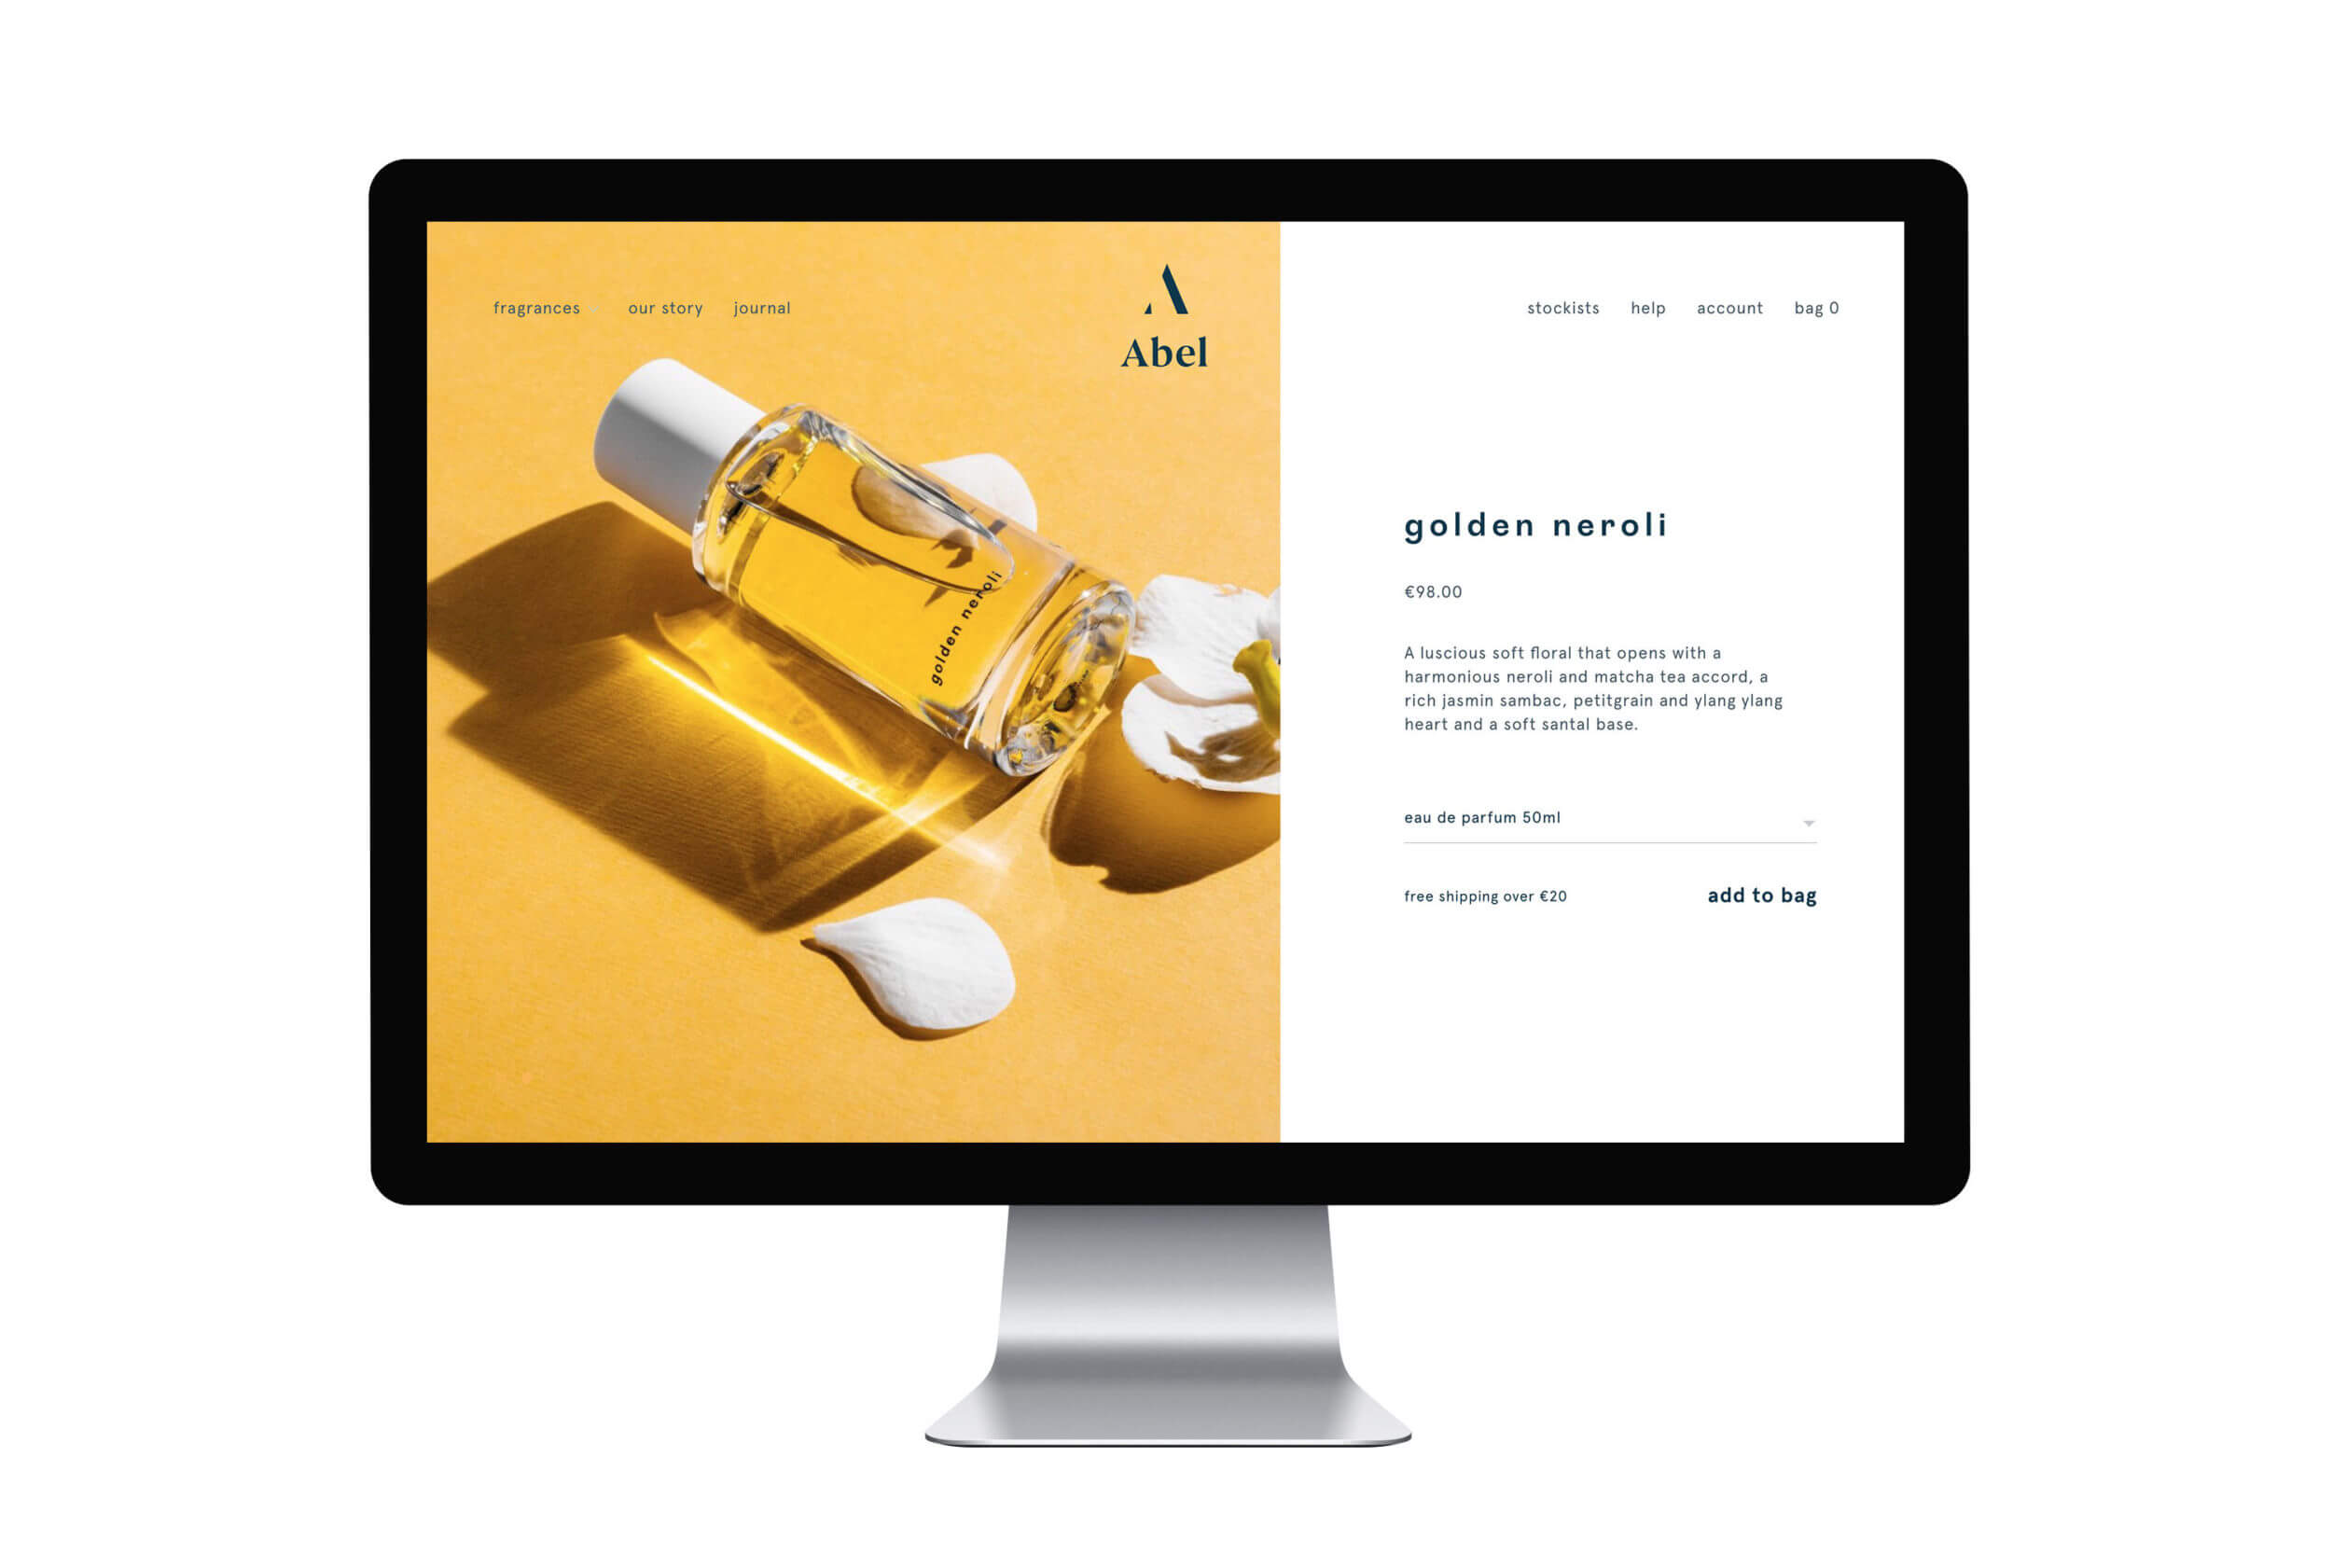 fragrances our story journal
Abel
stockists help account bag 0
golden neroli
golden neroli
€98.00
A luscious soft floral that opens with a
harmonious neroli and matcha tea accord, a
rich jasmin sambac, petitgrain and ylang ylang
heart and a soft santal base.
eau de parfum 50ml
free shipping over €20 add to bag